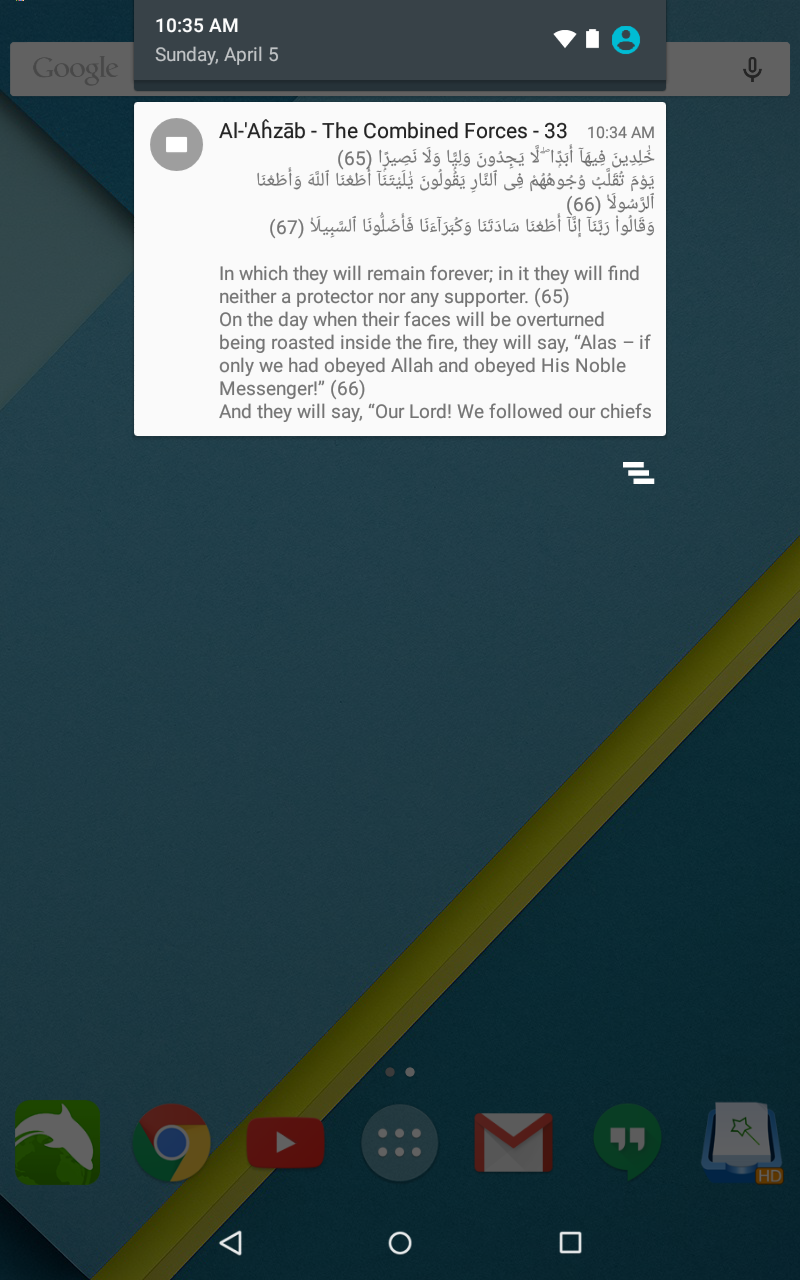 10:35 AM
Sunday, April 5
Google
Al-'Aĥzāb - The Combined Forces - 33 10:34 AM
خَٰلِدِينَ فِيهَآ أَبَدًۭا ۖ لَّا يَجِدُونَ وَلِيًّۭا وَلَا نَصِيرًۭا (65)
يَوْمَ تُقَلَّبُ وُجُوهُهُمْ فِى ٱلنَّارِ يَقُولُونَ يَٰلَيْتَنَآ أَطَعْنَا ٱللَّهَ وَأَطَعْنَا
ٱلرَّسُولَا۠ (66)
وَقَالُوا۟ رَبَّنَآ إِنَّآ أَطَعْنَا سَادَتَنَا وَكُبَرَآءَنَا فَأَضَلُّونَا ٱلسَّبِيلَا۠ (67)
In which they will remain forever; in it they will find
neither a protector nor any supporter. (65)
On the day when their faces will be overturned
being roasted inside the fire, they will say, “Alas – if
only we had obeyed Allah and obeyed His Noble
Messenger!” (66)
And they will say, “Our Lord! We followed our chiefs
HD